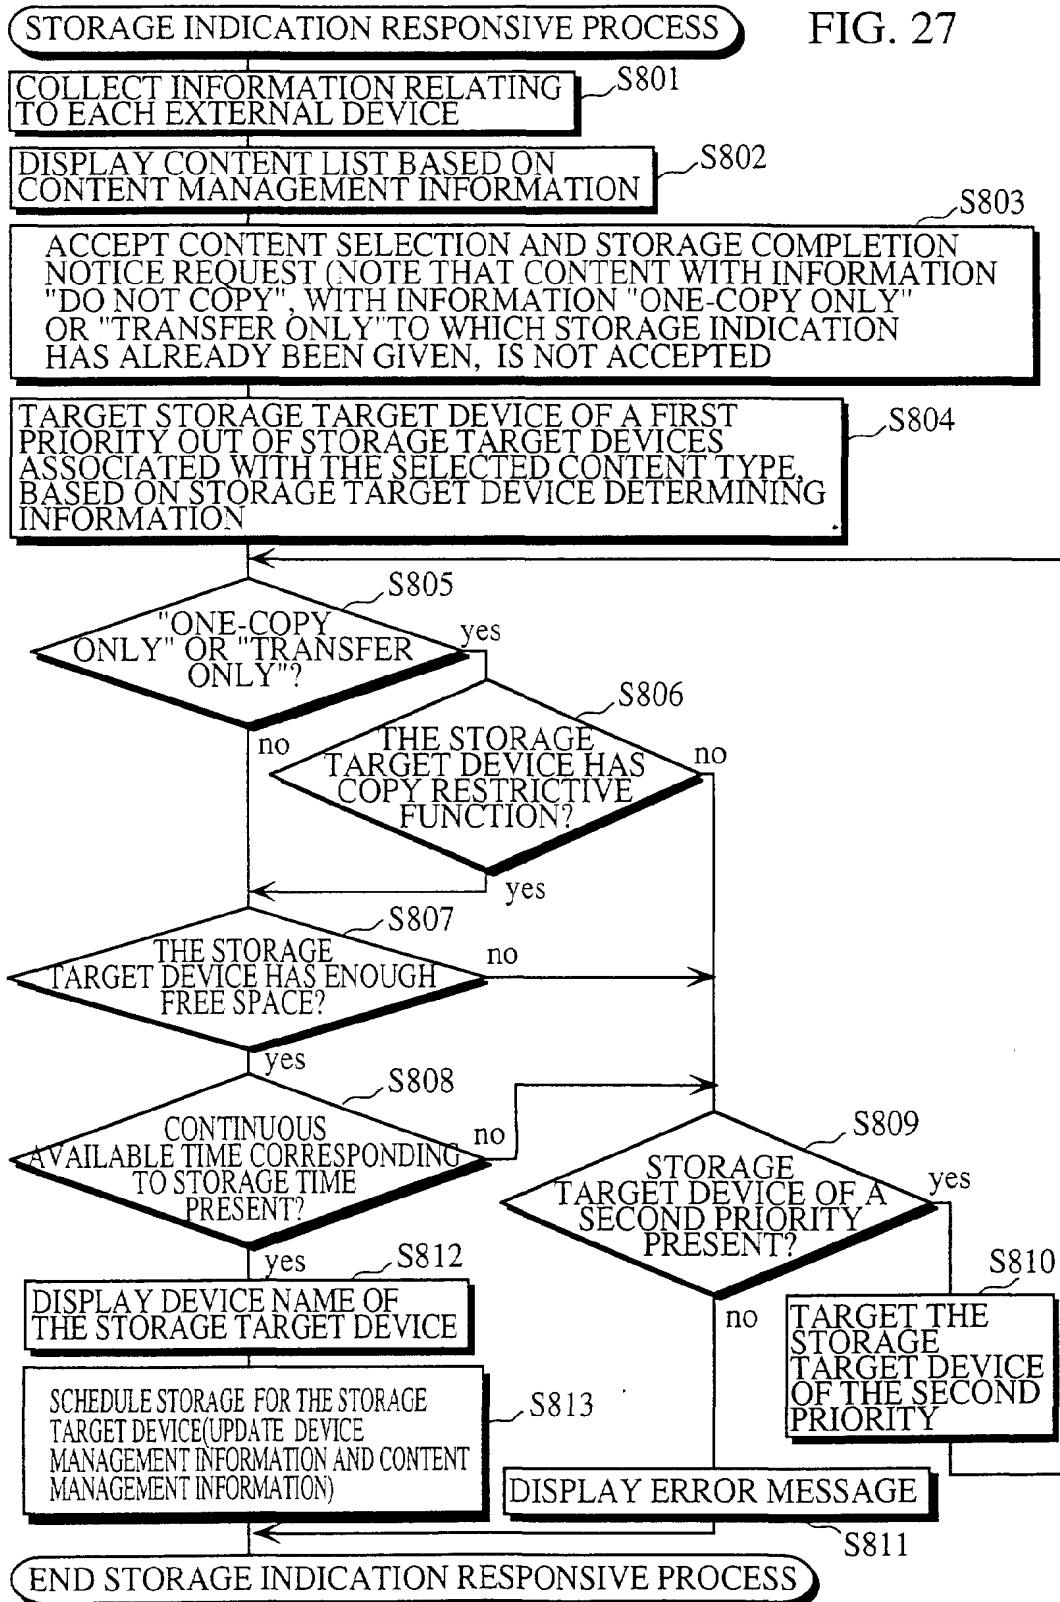 STORAGE INDICATION RESPONSIVE PROCESS
FIG. 27
COLLECT INFORMATION RELATING
TO EACH EXTERNAL DEVICE
S801
DISPLAY CONTENT LIST BASED ON
CONTENT MANAGEMENT INFORMATION
S802
S803
ACCEPT CONTENT SELECTION AND STORAGE COMPLETION
NOTICE REQUEST (NOTE THAT CONTENT WITH INFORMATION
"DO NOT COPY", WITH INFORMATION "ONE-COPY ONLY"
OR "TRANSFER ONLY"TO WHICH STORAGE INDICATION
HAS ALREADY BEEN GIVEN, IS NOT ACCEPTED
TARGET STORAGE TARGET DEVICE OF A FIRST
PRIORITY OUT OF STORAGE TARGET DEVICES
ASSOCIATED WITH THE SELECTED CONTENT TYPE,
BASED ON STORAGE TARGET DEVICE DETERMINING
INFORMATION
S804
S805
"ONE-COPY
ONLY" OR "TRANSFER
ONLY"?
yes
no
S806
THE STORAGE
TARGET DEVICE HAS
COPY RESTRICTIVE
FUNCTION?
no
yes
S807
THE STORAGE
TARGET DEVICE HAS ENOUGH
FREE SPACE?
no
yes
S808
CONTINUOUS
AVAILABLE TIME CORRESPONDING
TO STORAGE TIME
PRESENT?
no
yes
S809
STORAGE
TARGET DEVICE OF A
SECOND PRIORITY
PRESENT?
yes
no
S810
TARGET THE
STORAGE
TARGET DEVICE
OF THE SECOND
PRIORITY
S812
DISPLAY DEVICE NAME OF
THE STORAGE TARGET DEVICE
SCHEDULE STORAGE FOR THE STORAGE
TARGET DEVICE(UPDATE DEVICE
MANAGEMENT INFORMATION AND CONTENT
MANAGEMENT INFORMATION)
S813
DISPLAY ERROR MESSAGE
S811
END STORAGE INDICATION RESPONSIVE PROCESS